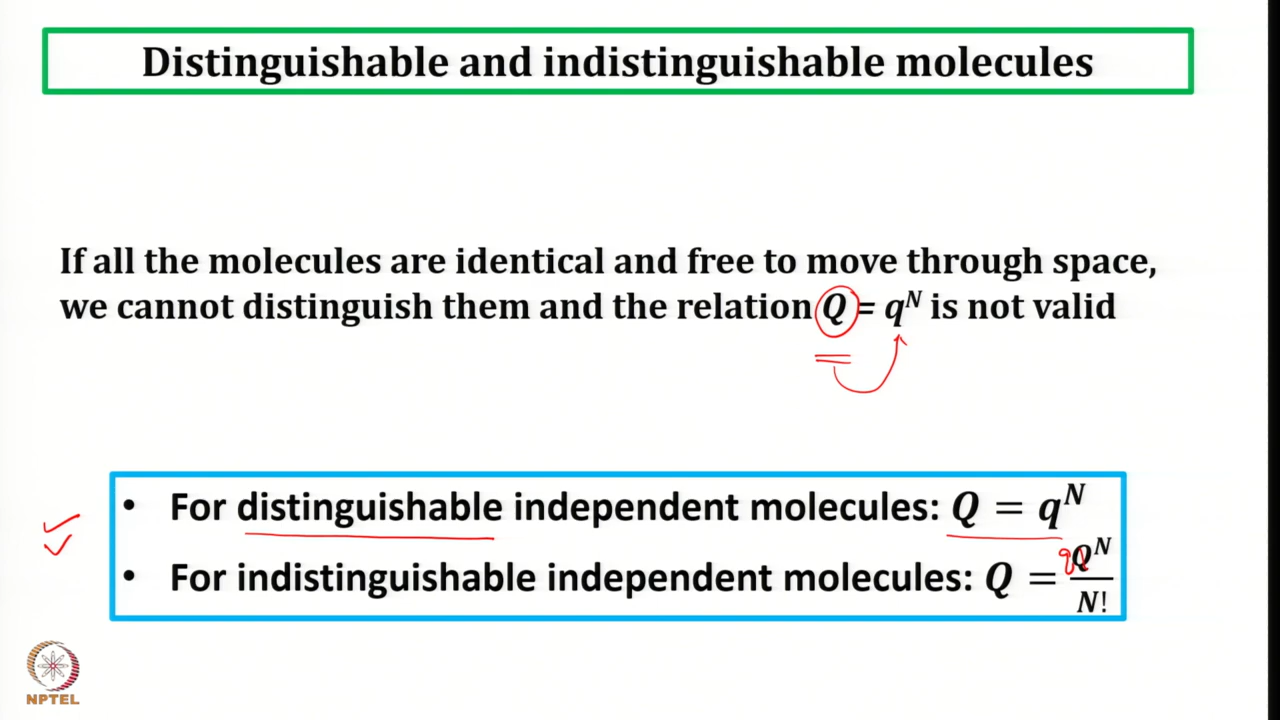 Distinguishable and indistinguishable molecules
If all the molecules are identical and free to move through space,
we cannot distinguish them and the relation Q = q^N is not valid
• For distinguishable independent molecules: Q = q^N
• For indistinguishable independent molecules: Q = Q^N / N!
q
NPTEL